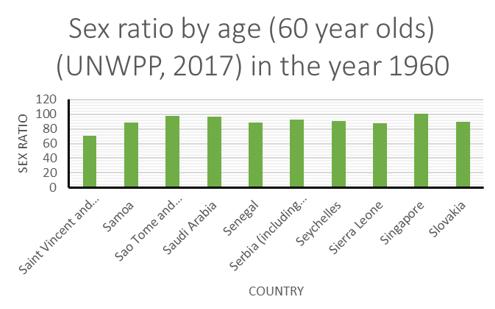 Sex ratio by age (60 year olds)
(UNWPP, 2017) in the year 1960
120
100
80
60
40
20
0
SEX RATIO
Saint Vincent and...
Samoa
Sao Tome and...
Saudi Arabia
Senegal
Serbia (including...
Seychelles
Sierra Leone
Singapore
Slovakia
COUNTRY